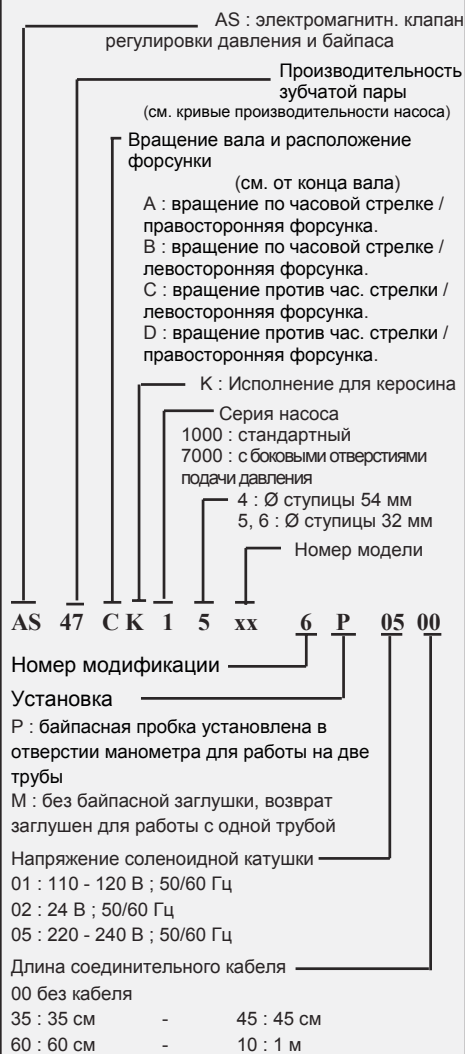 AS : электромагнитн. клапан
регулировки давления и байпаса
Производительность
зубчатой пары
(см. кривые производительности насоса)
Вращение вала и расположение
форсунки
(см. от конца вала)
A : вращение по часовой стрелке /
правосторонняя форсунка.
B : вращение по часовой стрелке /
левосторонняя форсунка.
C : вращение против час. стрелки /
левосторонняя форсунка.
D : вращение против час. стрелки /
правосторонняя форсунка.
K : Исполнение для керосина
Серия насоса
1000 : стандартный
7000 : с боковыми отверстиями
подачи давления
4 : Ø ступицы 54 мм
5, 6 : Ø ступицы 32 мм
Номер модели
AS 47 C K 1 5 xx 6 P 05 00
Номер модификации
Установка
P : байпасная пробка установлена в
отверстии манометра для работы на две
трубы
M : без байпасной заглушки, возврат
заглушен для работы с одной трубой
Напряжение соленоидной катушки
01 : 110 - 120 В ; 50/60 Гц
02 : 24 В ; 50/60 Гц
05 : 220 - 240 В ; 50/60 Гц
Длина соединительного кабеля
00 без кабеля
35 : 35 см - 45 : 45 см
60 : 60 см - 10 : 1 м